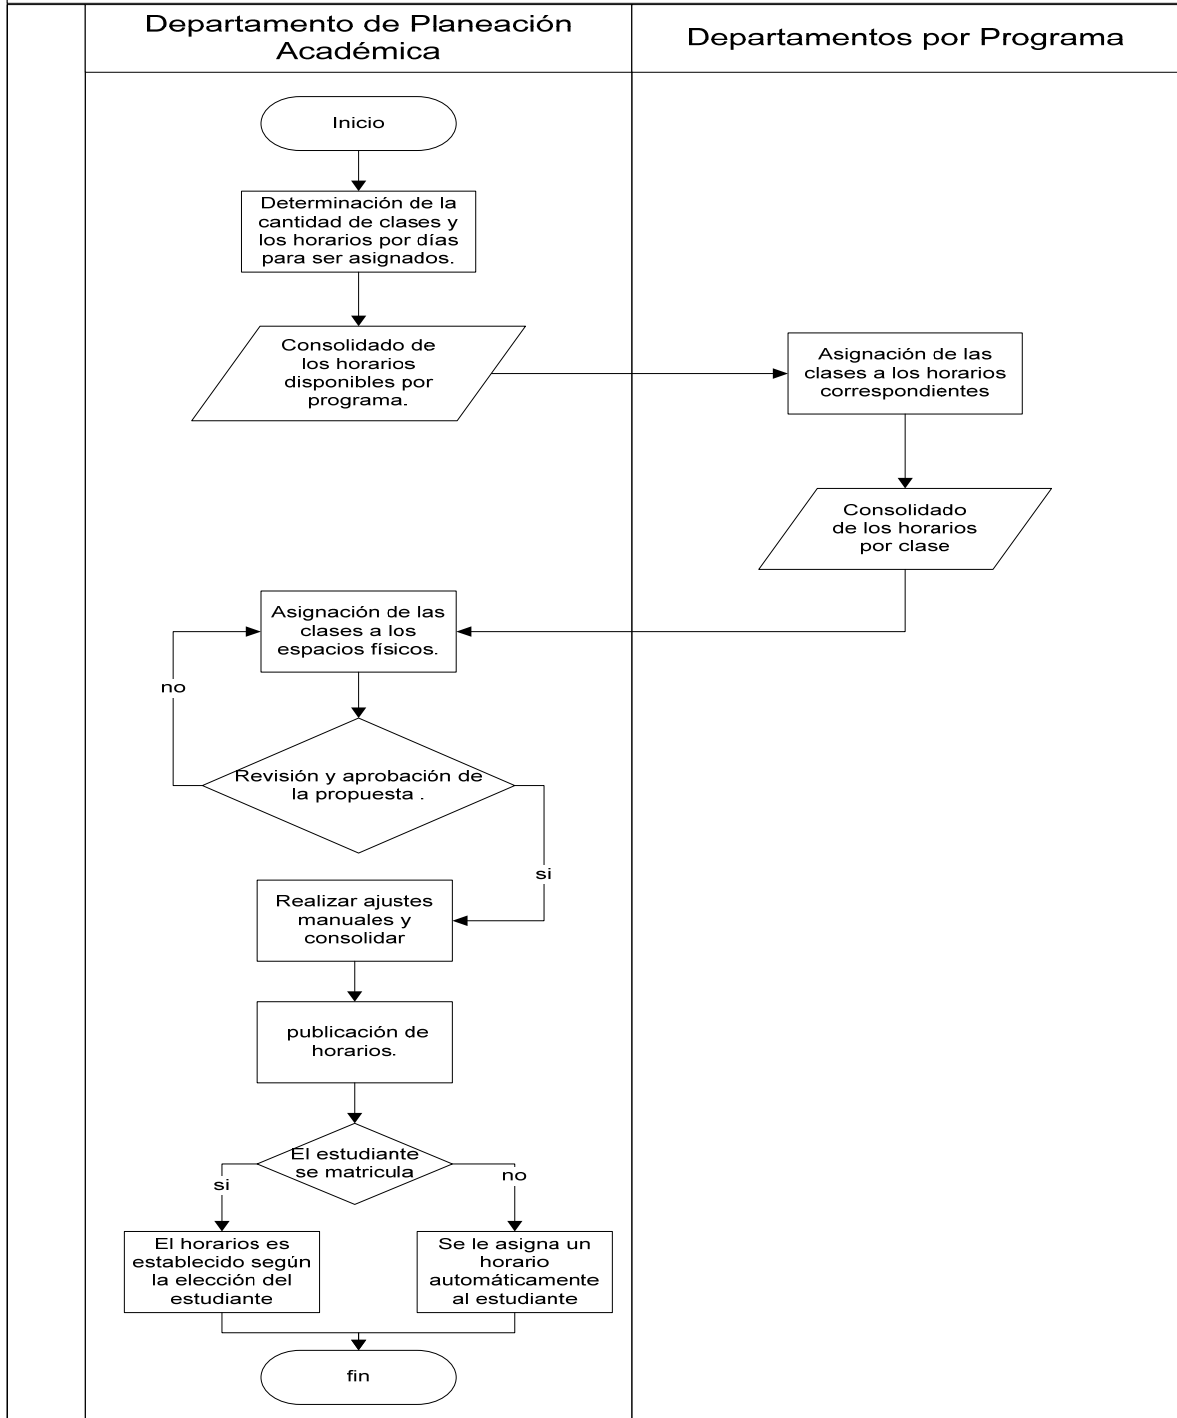 Departamento de Planeación
Académica
Departamentos por Programa
Inicio
Determinación de la
cantidad de clases y
los horarios por días
para ser asignados.
Consolidado de
los horarios
disponibles por
programa.
Asignación de las
clases a los horarios
correspondientes
Consolidado
de los horarios
por clase
Asignación de las
clases a los
espacios físicos.
no
Revisión y aprobación de
la propuesta .
si
Realizar ajustes
manuales y
consolidar
publicación de
horarios.
El estudiante
se matricula
si
no
El horarios es
establecido según
la elección del
estudiante
Se le asigna un
horario
automáticamente
al estudiante
fin